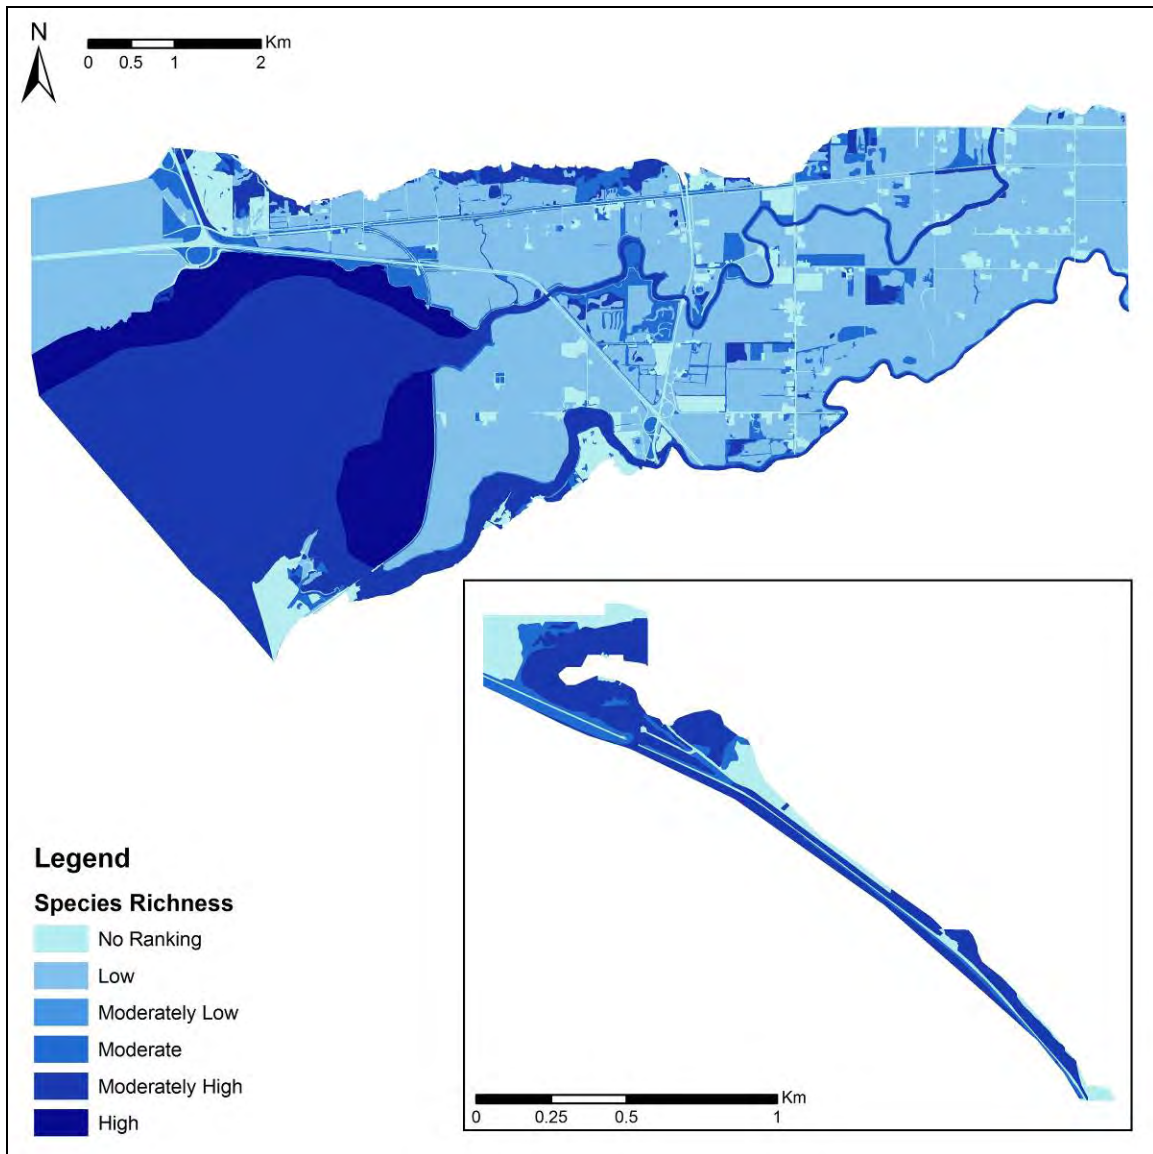 N
Km
0 0.5 1 2
Legend
Species Richness
No Ranking
Low
Moderately Low
Moderate
Moderately High
High
Km
0 0.25 0.5 1